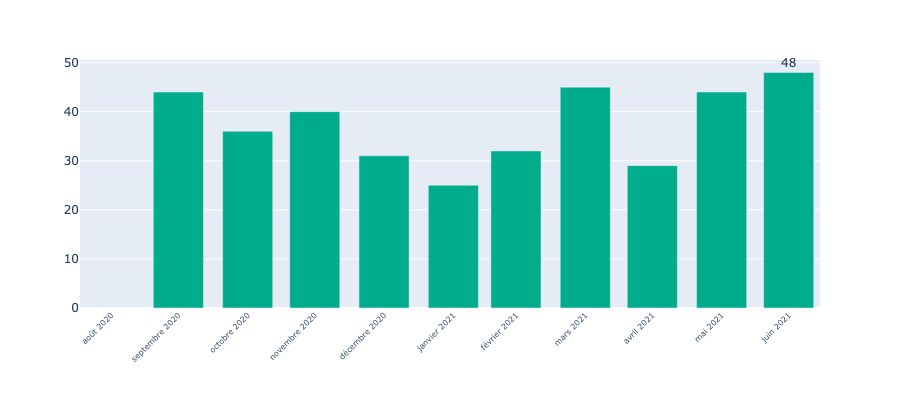 50
40
30
20
10
0
48
août 2020
septembre 2020
octobre 2020
novembre 2020
décembre 2020
janvier 2021
février 2021
mars 2021
avril 2021
mai 2021
juin 2021